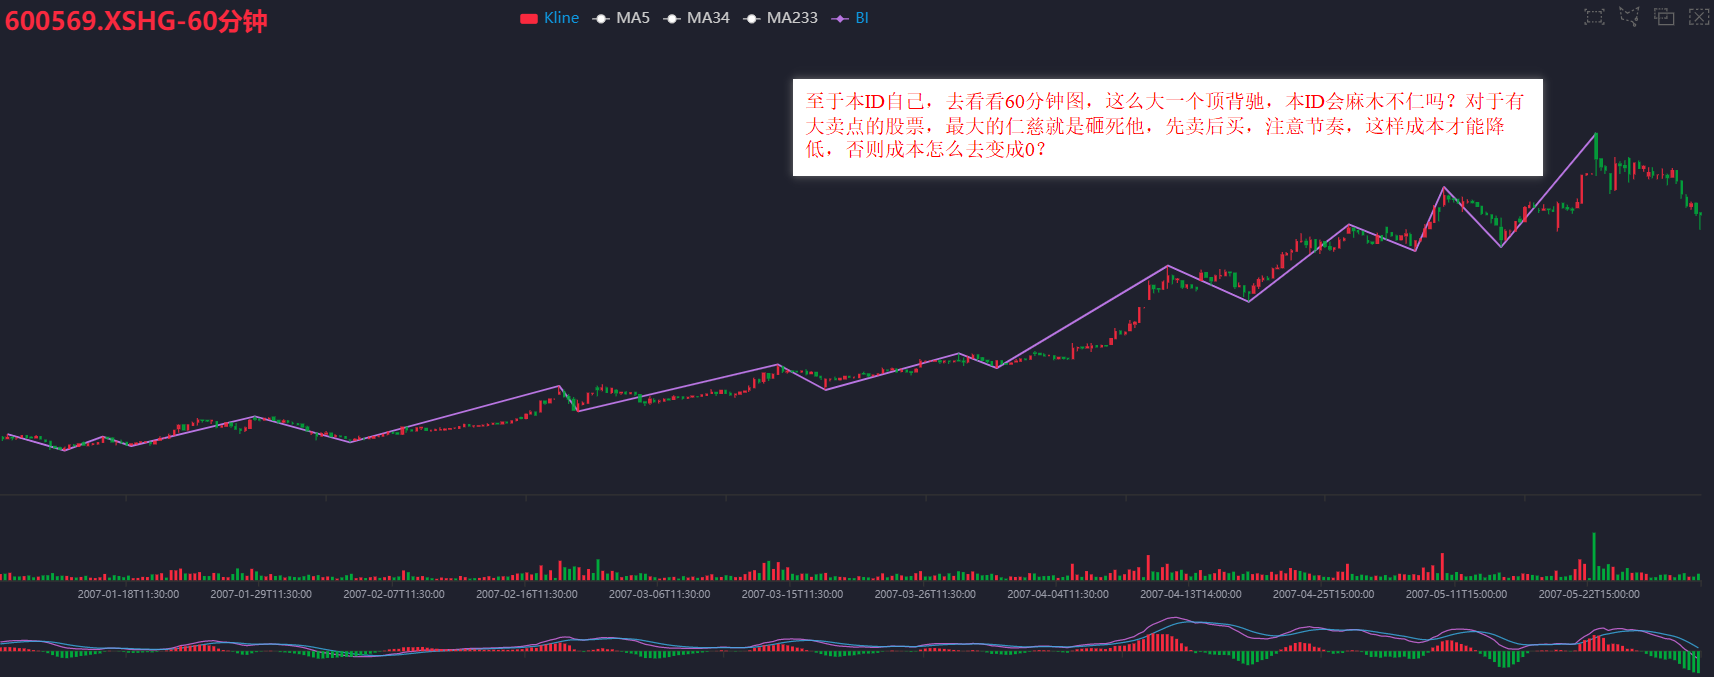 600569.XSHG-60分钟
Kline MA5 MA34 MA233 BI
至于本ID自己，去看看60分钟图，这么大一个顶背驰，本ID会麻木不仁吗？对于有
大卖点的股票，最大的仁慈就是砸死他，先卖后买，注意节奏，这样成本才能降
低，否则成本怎么去变成0？
2007-01-18T11:30:00 2007-01-29T11:30:00 2007-02-07T11:30:00 2007-02-16T11:30:00 2007-03-06T11:30:00 2007-03-15T11:30:00 2007-03-26T11:30:00 2007-04-04T11:30:00 2007-04-13T14:00:00 2007-04-25T15:00:00 2007-05-11T15:00:00 2007-05-22T15:00:00